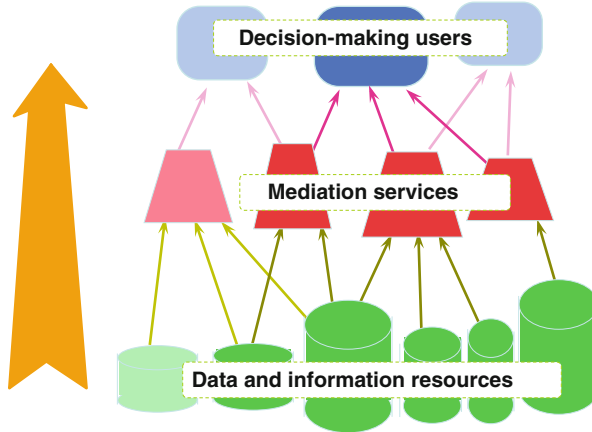 Decision-making users
Mediation services
Data and information resources